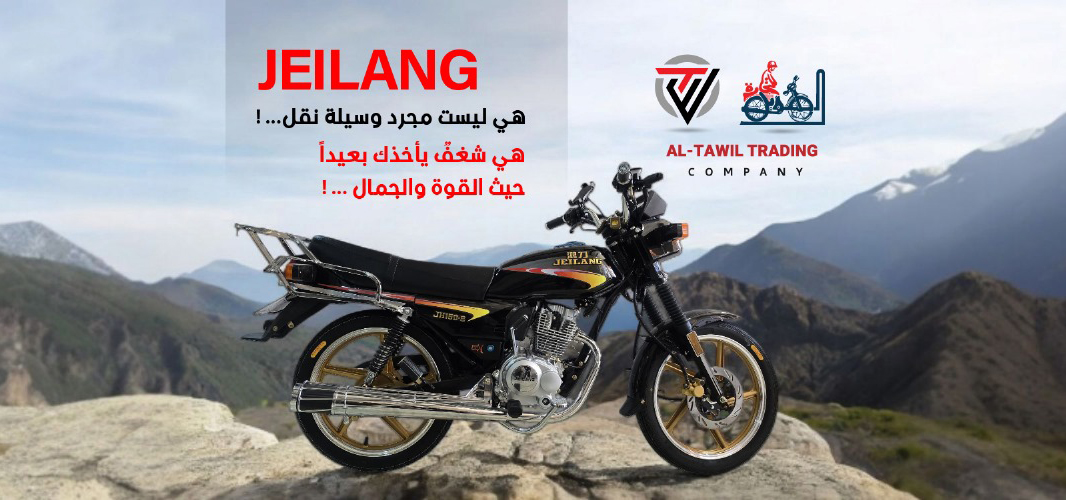 JEILANG
هي ليست مجرد وسيلة نقل... !
هي شغفٌ يأخذك بعيداً
حيث القوة والجمال ... !
AL-TAWIL TRADING
COMPANY
JEILANG